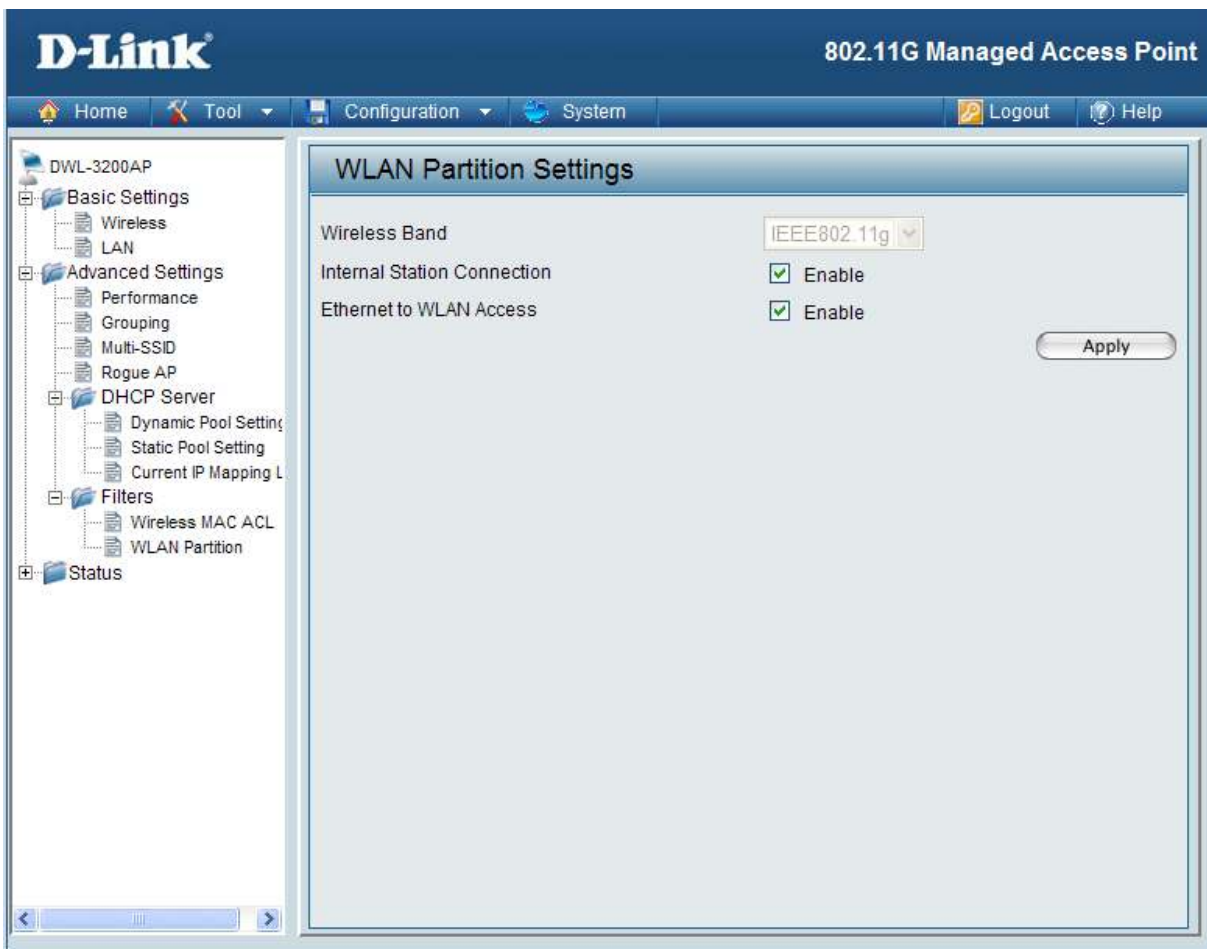 D-Link
802.11G Managed Access Point
Home Tool Configuration System Logout Help
DWL-3200AP
Basic Settings
Wireless
LAN
Advanced Settings
Performance
Grouping
Multi-SSID
Rogue AP
DHCP Server
Dynamic Pool Setting
Static Pool Setting
Current IP Mapping L
Filters
Wireless MAC ACL
WLAN Partition
Status
WLAN Partition Settings
Wireless Band IEEE802.11g
Internal Station Connection Enable
Ethernet to WLAN Access Enable
Apply